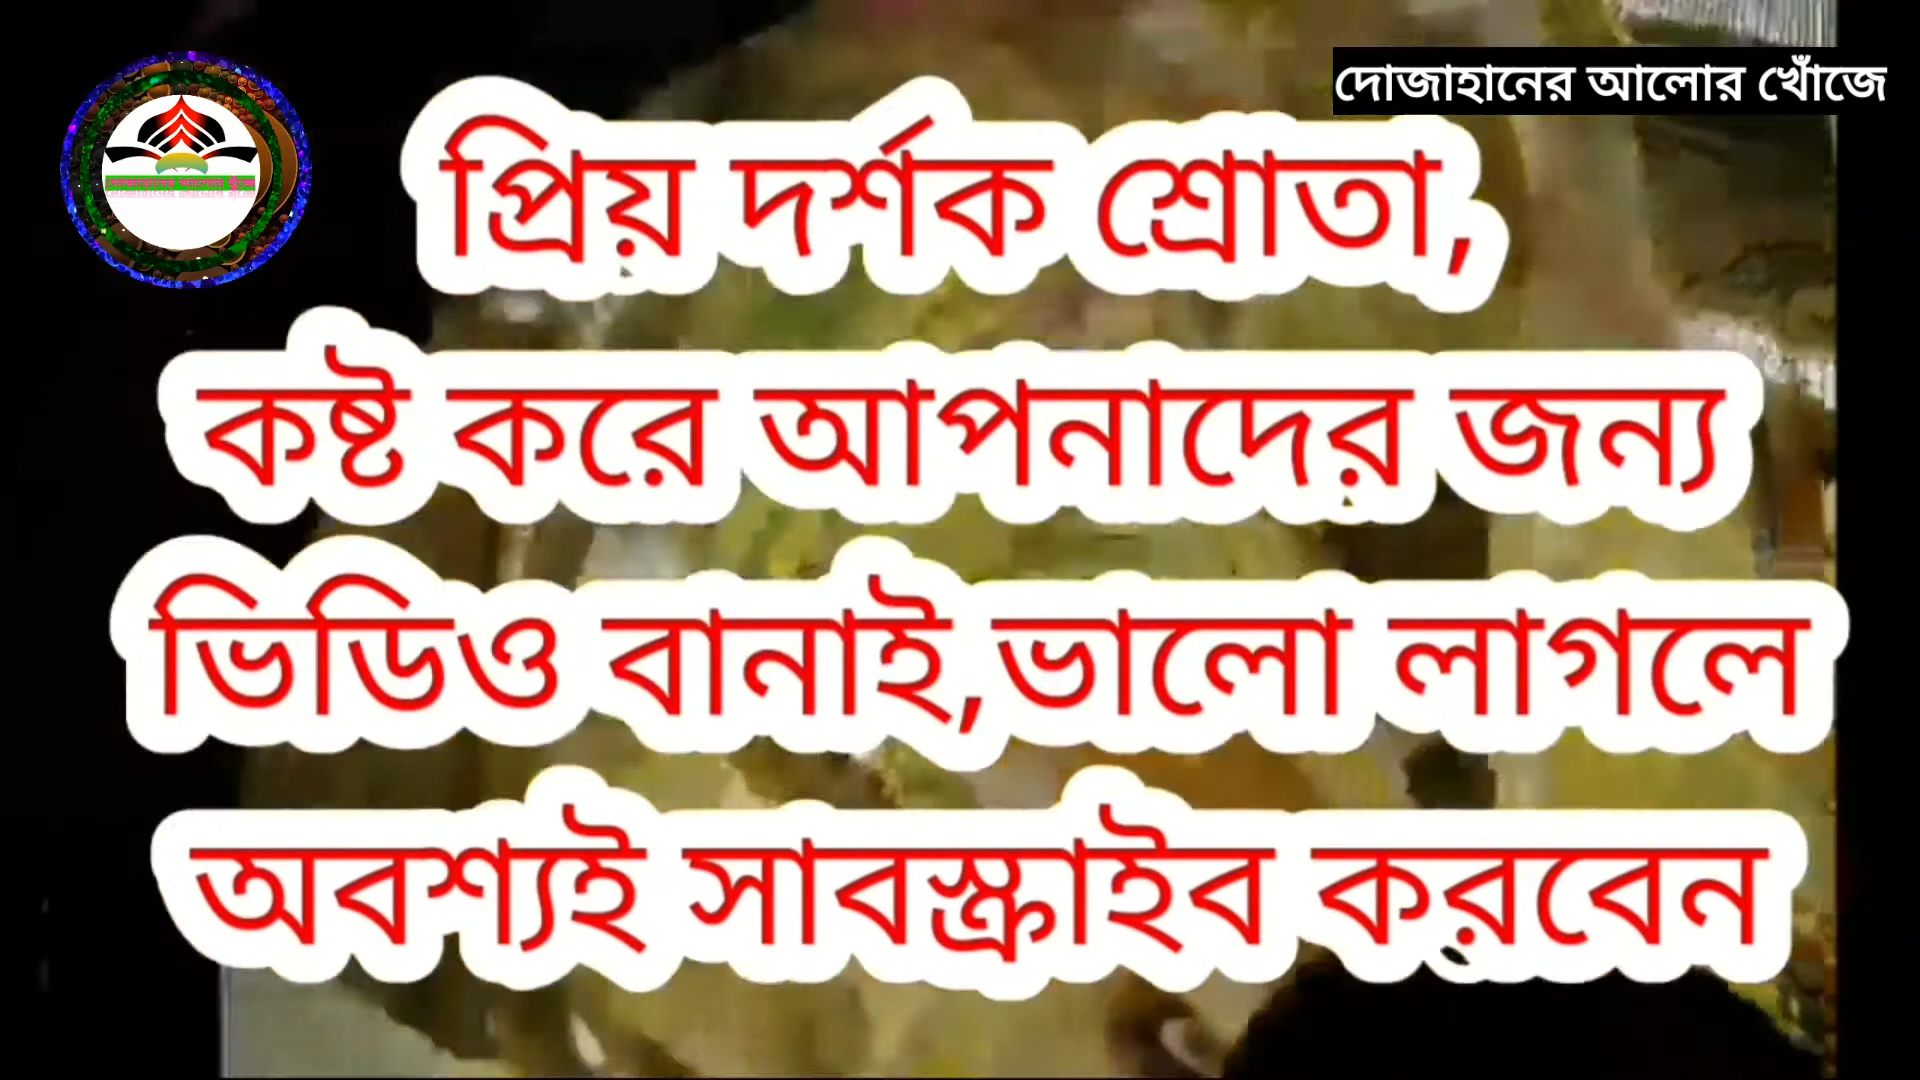 দোজাহানের আলোর খোঁজে
প্রিয় দর্শক শ্রোতা,
কষ্ট করে আপনাদের জন্য
ভিডিও বানাই,ভালো লাগলে
অবশ্যই সাবস্ক্রাইব করবেন